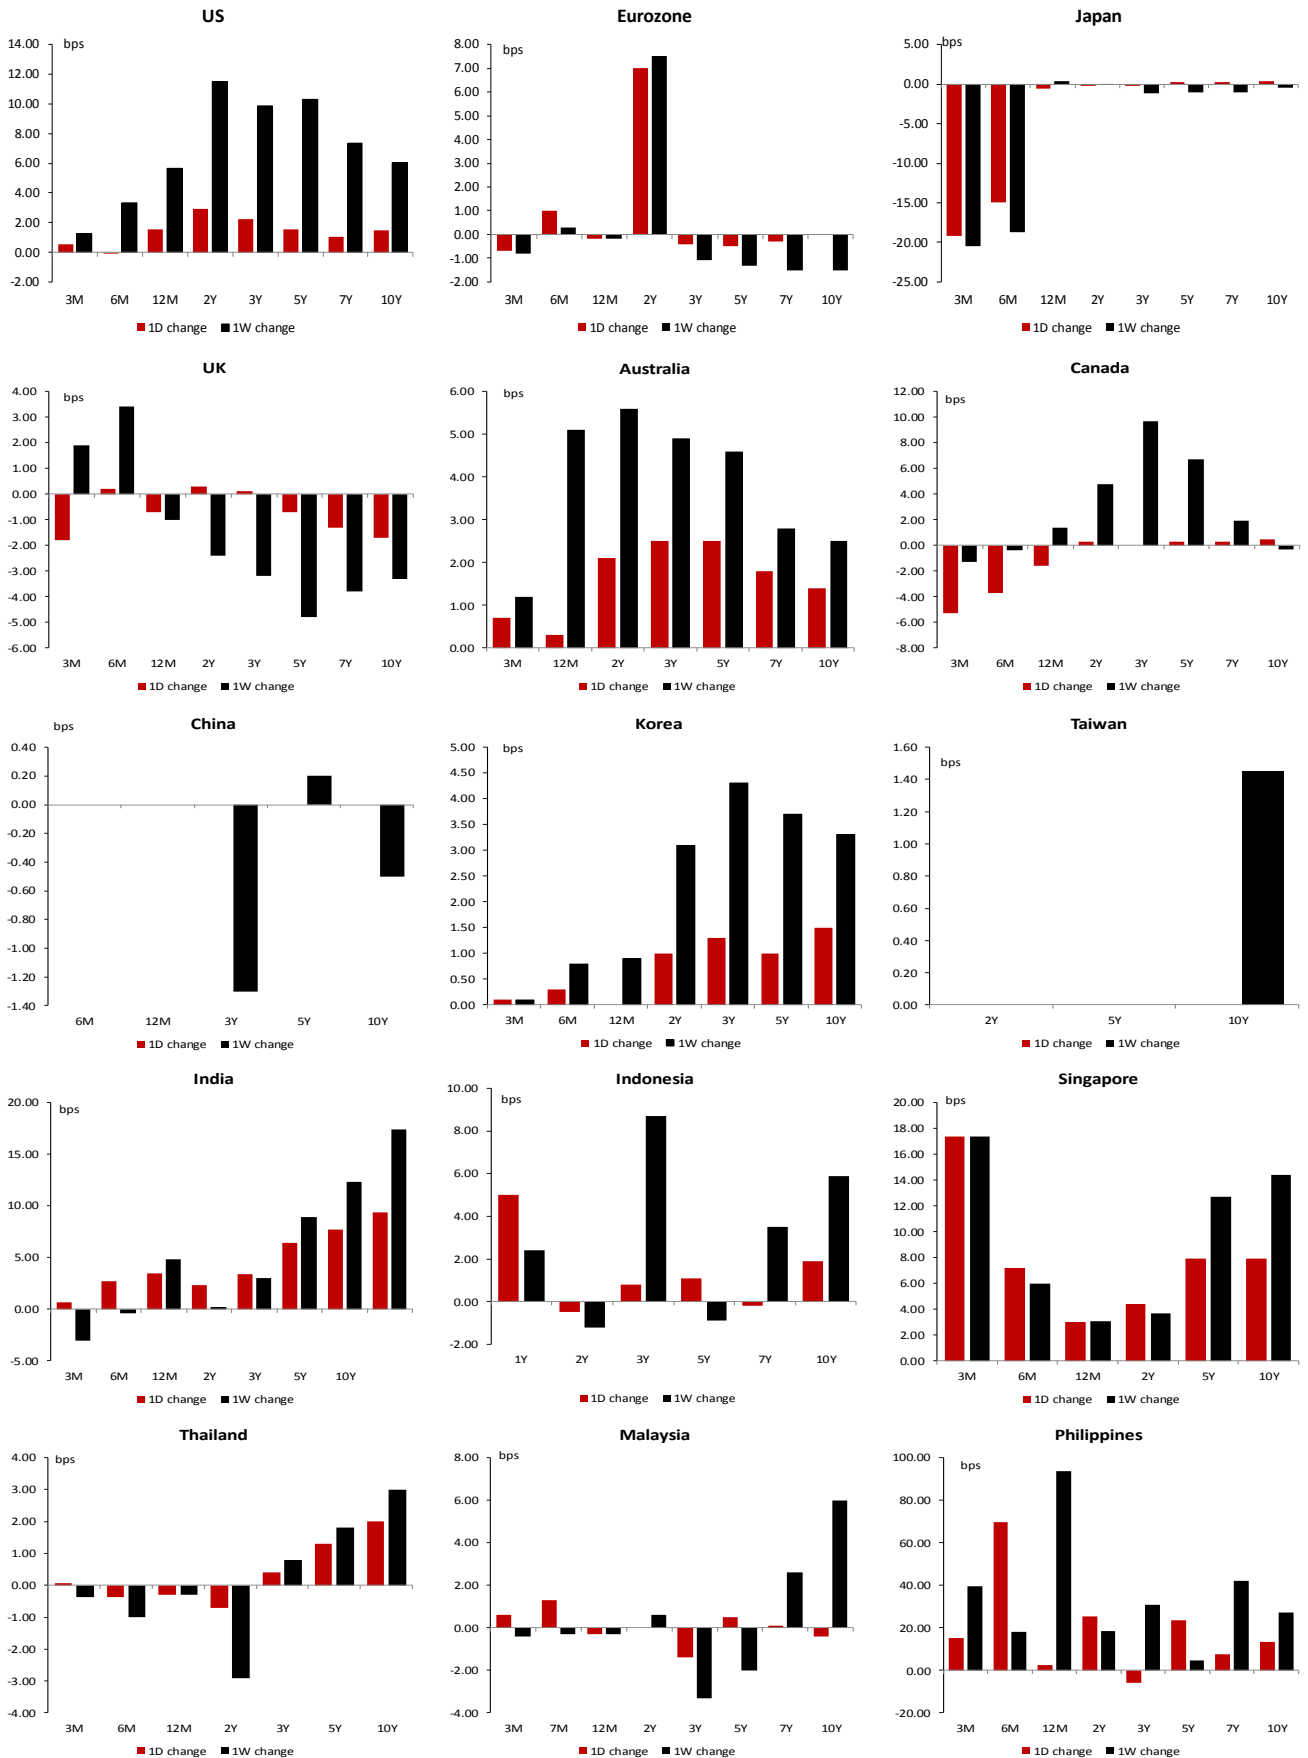 US
bps
14.00
12.00
10.00
8.00
6.00
4.00
2.00
0.00
-2.00
3M 6M 12M 2Y 3Y 5Y 7Y 10Y
1D change 1W change
Eurozone
bps
8.00
7.00
6.00
5.00
4.00
3.00
2.00
1.00
0.00
-1.00
-2.00
3M 6M 12M 2Y 3Y 5Y 7Y 10Y
1D change 1W change
Japan
bps
5.00
0.00
-5.00
-10.00
-15.00
-20.00
-25.00
3M 6M 12M 2Y 3Y 5Y 7Y 10Y
1D change 1W change
UK
bps
4.00
3.00
2.00
1.00
0.00
-1.00
-2.00
-3.00
-4.00
-5.00
-6.00
3M 6M 12M 2Y 3Y 5Y 7Y 10Y
1D change 1W change
Australia
bps
6.00
5.00
4.00
3.00
2.00
1.00
0.00
3M 12M 2Y 3Y 5Y 7Y 10Y
1D change 1W change
Canada
bps
12.00
10.00
8.00
6.00
4.00
2.00
0.00
-2.00
-4.00
-6.00
-8.00
3M 6M 12M 2Y 3Y 5Y 7Y 10Y
1D change 1W change
China
bps
0.40
0.20
0.00
-0.20
-0.40
-0.60
-0.80
-1.00
-1.20
-1.40
6M 12M 3Y 5Y 10Y
1D change 1W change
Korea
bps
5.00
4.50
4.00
3.50
3.00
2.50
2.00
1.50
1.00
0.50
0.00
3M 6M 12M 2Y 3Y 5Y 10Y
1D change 1W change
Taiwan
bps
1.60
1.40
1.20
1.00
0.80
0.60
0.40
0.20
0.00
2Y 5Y 10Y
1D change 1W change
India
bps
20.00
15.00
10.00
5.00
0.00
-5.00
3M 6M 12M 2Y 3Y 5Y 10Y
1D change 1W change
Indonesia
bps
10.00
8.00
6.00
4.00
2.00
0.00
-2.00
1Y 2Y 3Y 5Y 7Y 10Y
1D change 1W change
Singapore
bps
20.00
18.00
16.00
14.00
12.00
10.00
8.00
6.00
4.00
2.00
0.00
3M 6M 12M 2Y 5Y 10Y
1D change 1W change
Thailand
bps
4.00
3.00
2.00
1.00
0.00
-1.00
-2.00
-3.00
-4.00
3M 6M 12M 2Y 3Y 5Y 10Y
1D change 1W change
Malaysia
bps
8.00
6.00
4.00
2.00
0.00
-2.00
-4.00
3M 7M 12M 2Y 3Y 5Y 7Y 10Y
1D change 1W change
Philippines
bps
100.00
80.00
60.00
40.00
20.00
0.00
-20.00
3M 6M 12M 2Y 3Y 5Y 7Y 10Y
1D change 1W change